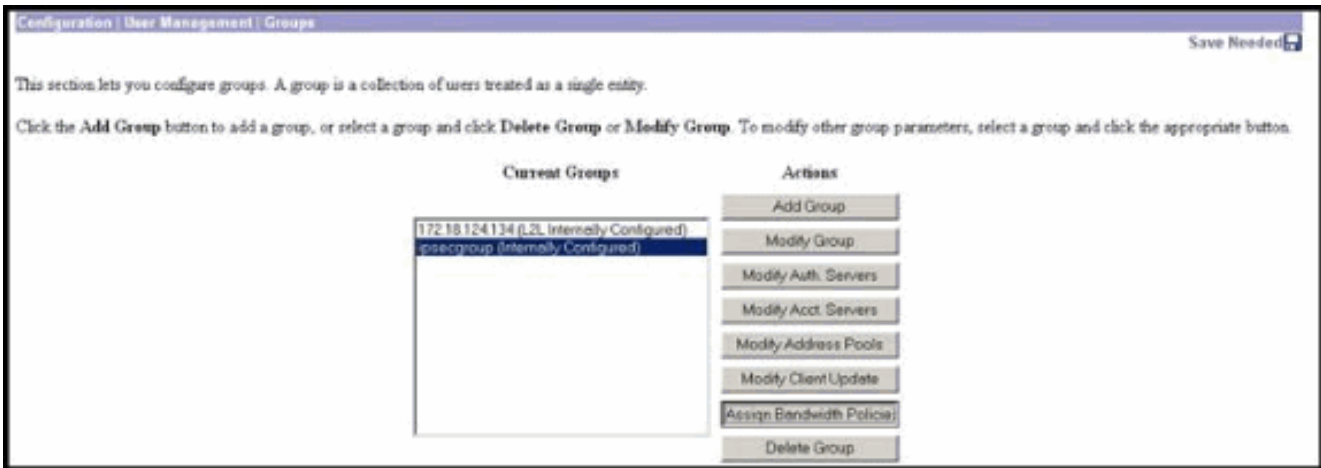 Configuration | User Management | Groups
Save Needed
This section lets you configure groups. A group is a collection of users treated as a single entity.
Click the Add Group button to add a group, or select a group and click Delete Group or Modify Group. To modify other group parameters, select a group and click the appropriate button.
Current Groups
Actions
172.18.124.134 (L2L Internally Configured)
ipsecgroup (Internally Configured)
Add Group
Modify Group
Modify Auth. Servers
Modify Acct. Servers
Modify Address Pools
Modify Client Update
Assign Bandwidth Policies
Delete Group